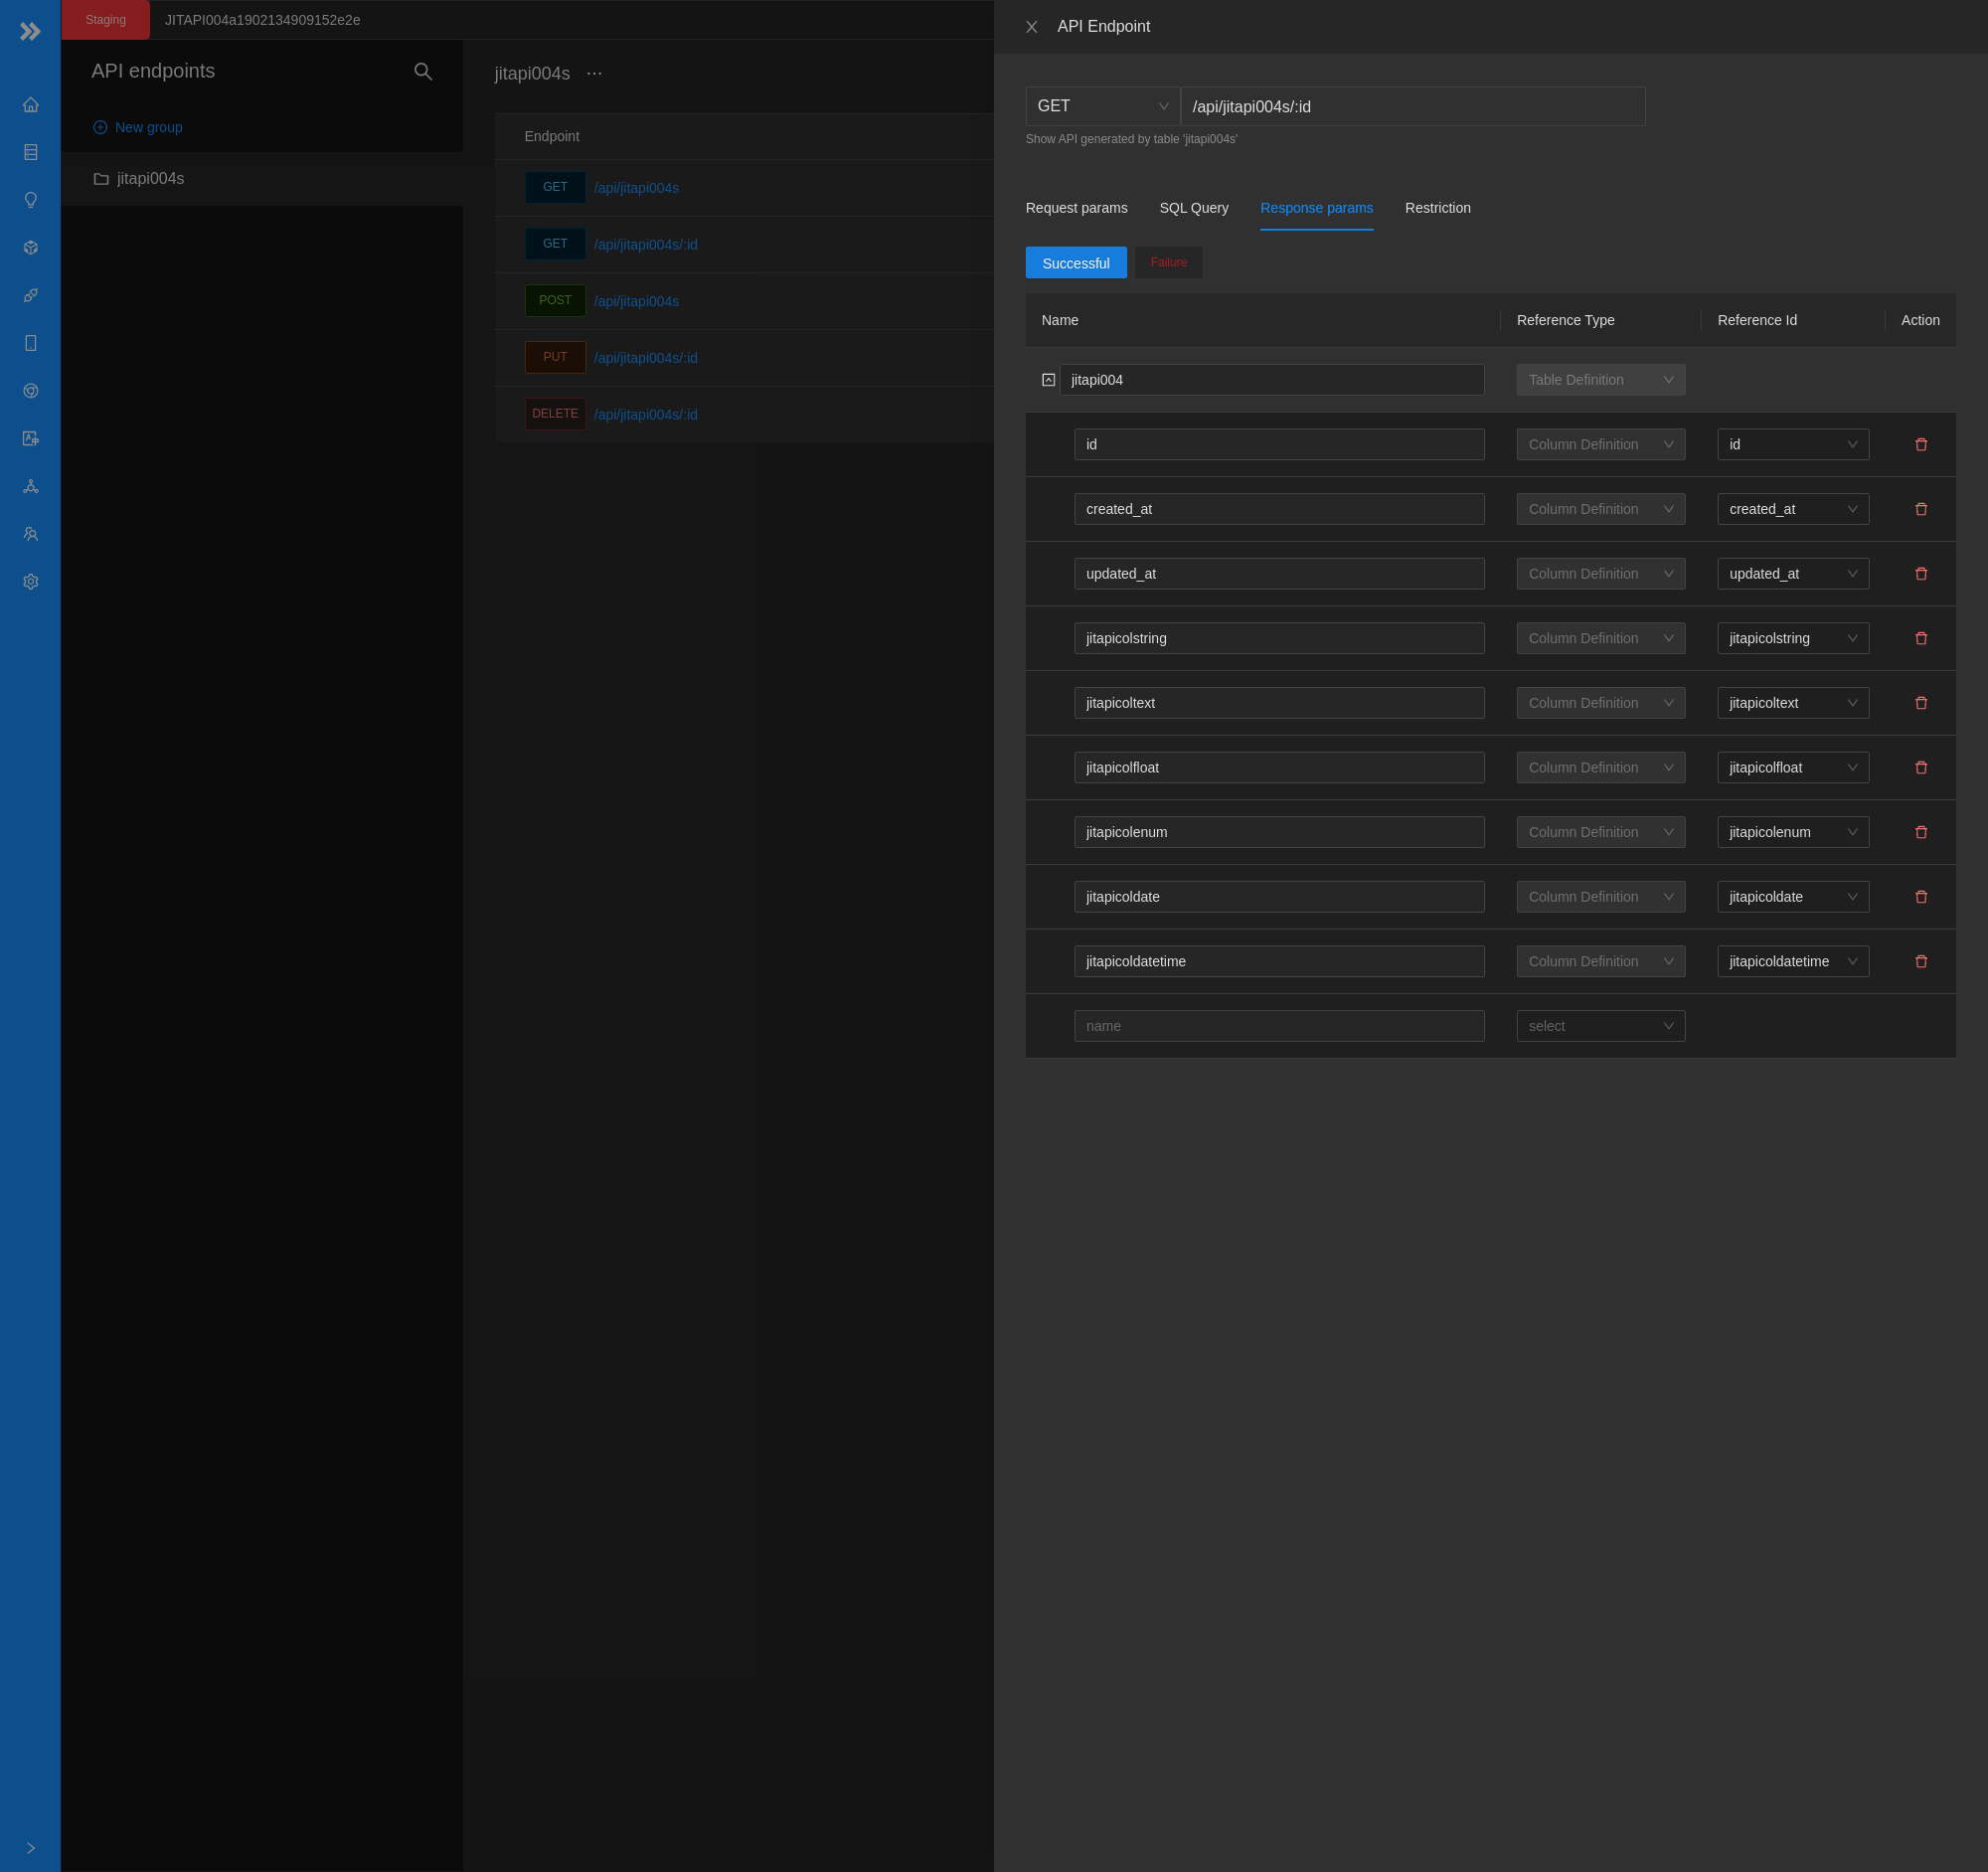 Staging
JITAPI004a1902134909152e2e
API endpoints
New group
jitapi004s
jitapi004s ···
Endpoint
GET /api/jitapi004s
GET /api/jitapi004s/:id
POST /api/jitapi004s
PUT /api/jitapi004s/:id
DELETE /api/jitapi004s/:id
API Endpoint
GET /api/jitapi004s/:id
Show API generated by table 'jitapi004s'
Request params SQL Query Response params Restriction
Successful Failure
Name Reference Type Reference Id Action
jitapi004 Table Definition
id Column Definition id
created_at Column Definition created_at
updated_at Column Definition updated_at
jitapicolstring Column Definition jitapicolstring
jitapicoltext Column Definition jitapicoltext
jitapicolfloat Column Definition jitapicolfloat
jitapicolenum Column Definition jitapicolenum
jitapicoldate Column Definition jitapicoldate
jitapicoldatetime Column Definition jitapicoldatetime
name select